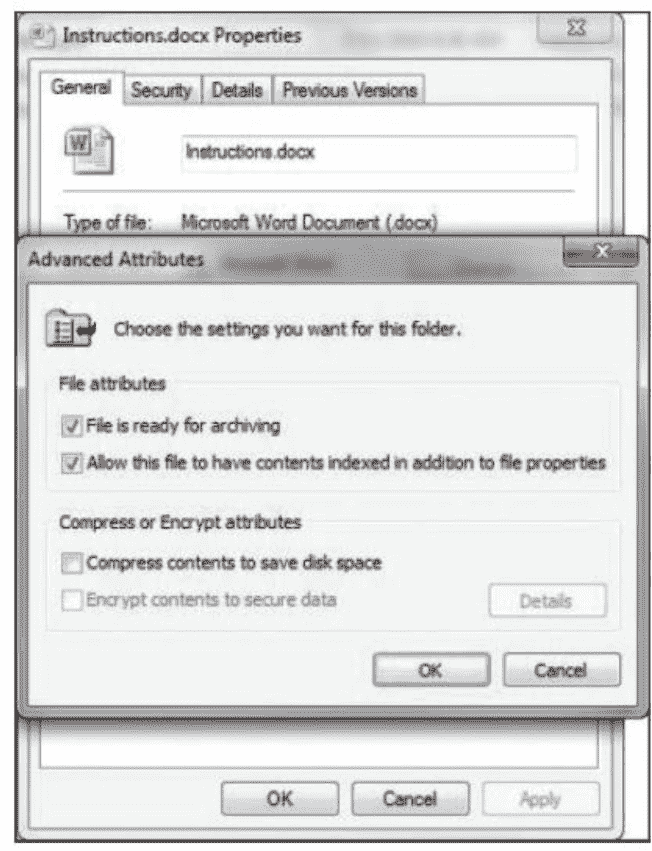 Instructions.docx Properties
General Security Details Previous Versions
W
Instructions.docx
Type of file: Microsoft Word Document (.docx)
Advanced Attributes
Choose the settings you want for this folder.
File attributes
File is ready for archiving
Allow this file to have contents indexed in addition to file properties
Compress or Encrypt attributes
Compress contents to save disk space
Encrypt contents to secure data
Details
OK Cancel
OK Cancel Apply